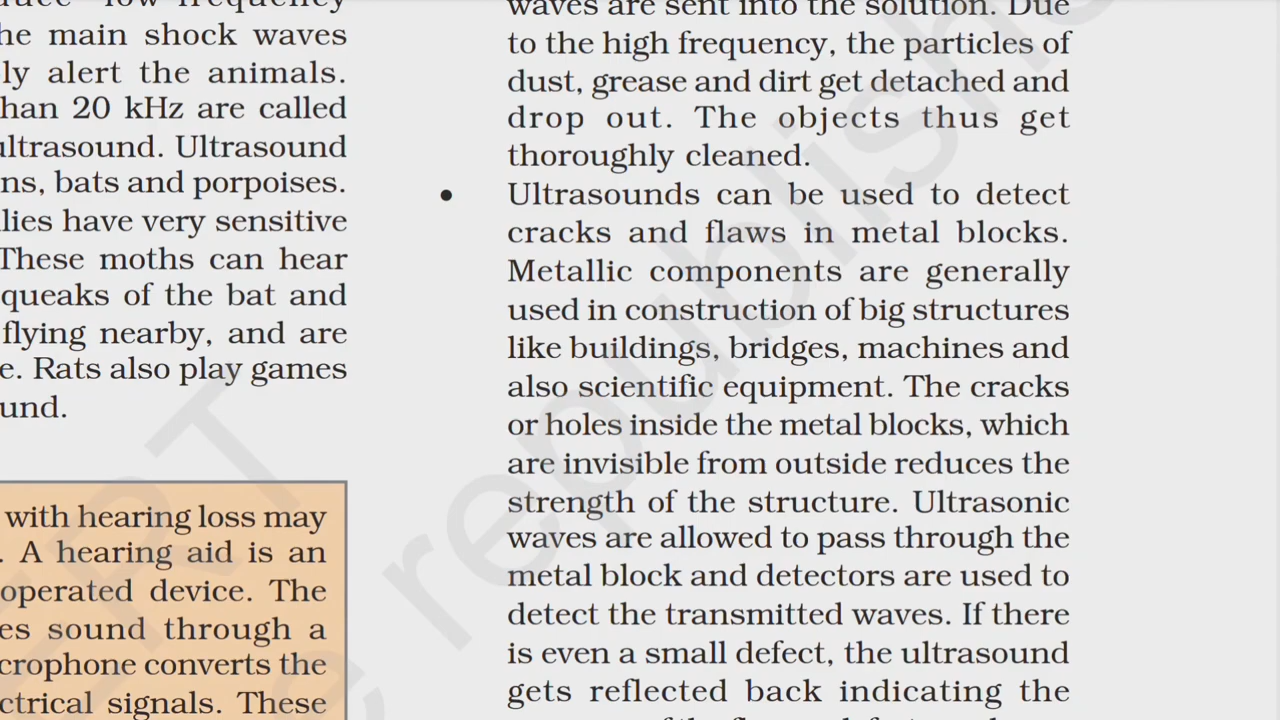 he main shock waves
ly alert the animals.
han 20 kHz are called
ultrasound. Ultrasound
ns, bats and porpoises.
lies have very sensitive
These moths can hear
queaks of the bat and
flying nearby, and are
e. Rats also play games
und.
with hearing loss may
. A hearing aid is an
operated device. The
es sound through a
crophone converts the
ctrical signals. These
waves are sent into the solution. Due
to the high frequency, the particles of
dust, grease and dirt get detached and
drop out. The objects thus get
thoroughly cleaned.
• Ultrasounds can be used to detect
cracks and flaws in metal blocks.
Metallic components are generally
used in construction of big structures
like buildings, bridges, machines and
also scientific equipment. The cracks
or holes inside the metal blocks, which
are invisible from outside reduces the
strength of the structure. Ultrasonic
waves are allowed to pass through the
metal block and detectors are used to
detect the transmitted waves. If there
is even a small defect, the ultrasound
gets reflected back indicating the